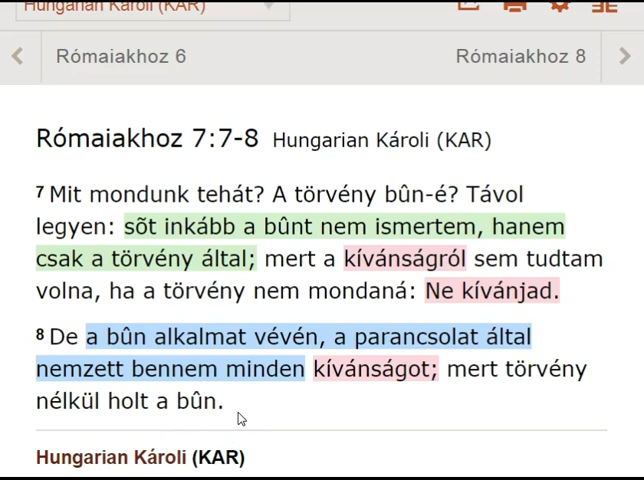 Hungarian Károli (KAR)
Rómaiakhoz 6
Rómaiakhoz 8
Rómaiakhoz 7:7-8 Hungarian Károli (KAR)
7 Mit mondunk tehát? A törvény bûn-é? Távol
legyen: sõt inkább a bûnt nem ismertem, hanem
csak a törvény által; mert a kívánságról sem tudtam
volna, ha a törvény nem mondaná: Ne kívánjad.
8 De a bûn alkalmat vévén, a parancsolat által
nemzett bennem minden kívánságot; mert törvény
nélkül holt a bûn.
Hungarian Károli (KAR)